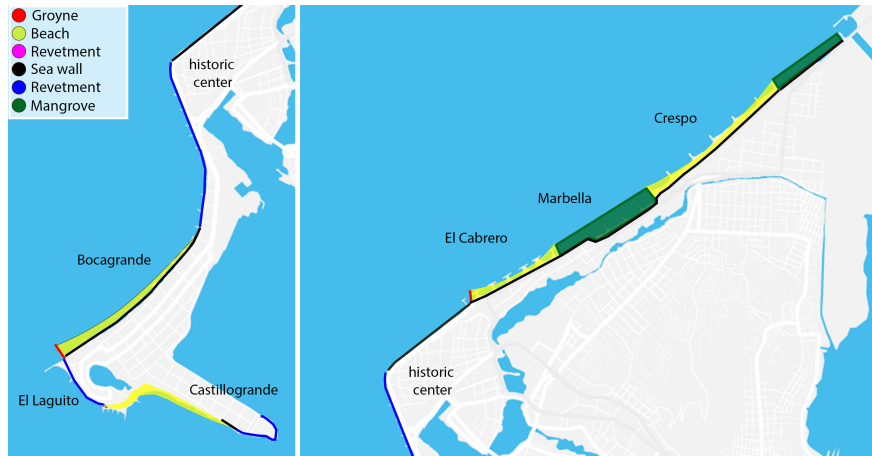 Groyne
Beach
Revetment
Sea wall
Revetment
Mangrove
historic
center
Bocagrande
El Laguito
Castillogrande
Crespo
Marbella
El Cabrero
historic
center